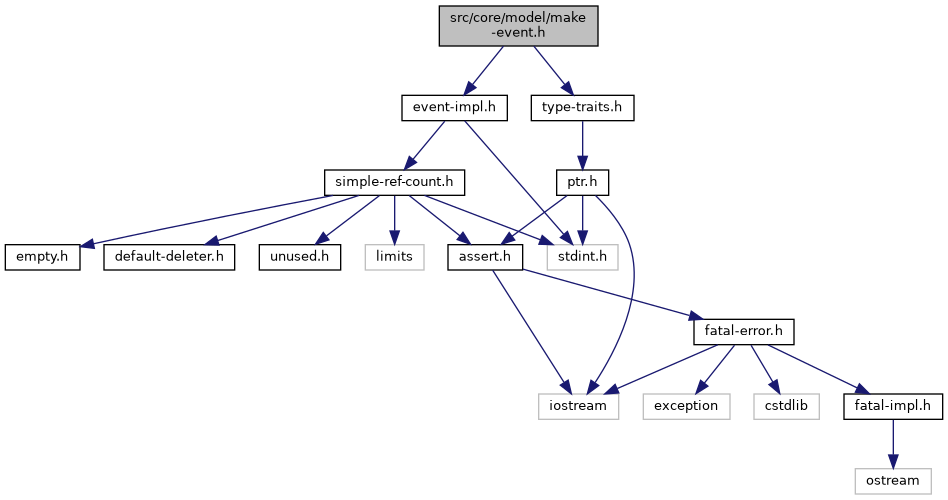 src/core/model/make
-event.h
event-impl.h
type-traits.h
simple-ref-count.h
ptr.h
empty.h
default-deleter.h
unused.h
limits
assert.h
stdint.h
fatal-error.h
iostream
exception
cstdlib
fatal-impl.h
ostream